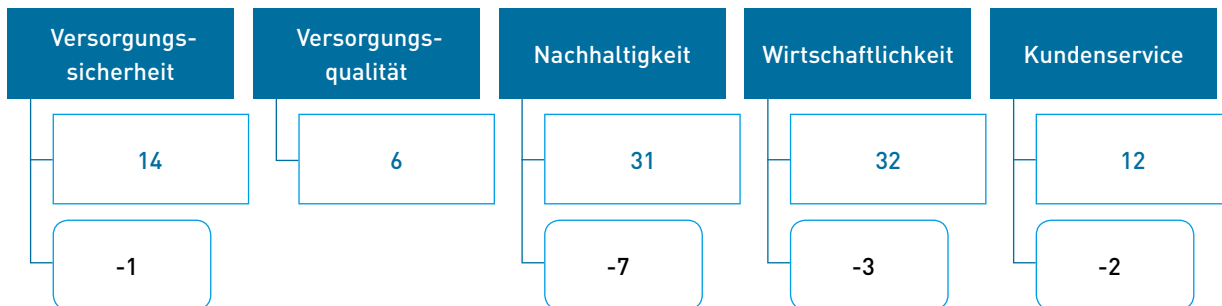 Versorgungs-
sicherheit
Versorgungs-
qualität
Nachhaltigkeit
Wirtschaftlichkeit
Kundenservice
14
6
31
32
12
-1
-7
-3
-2